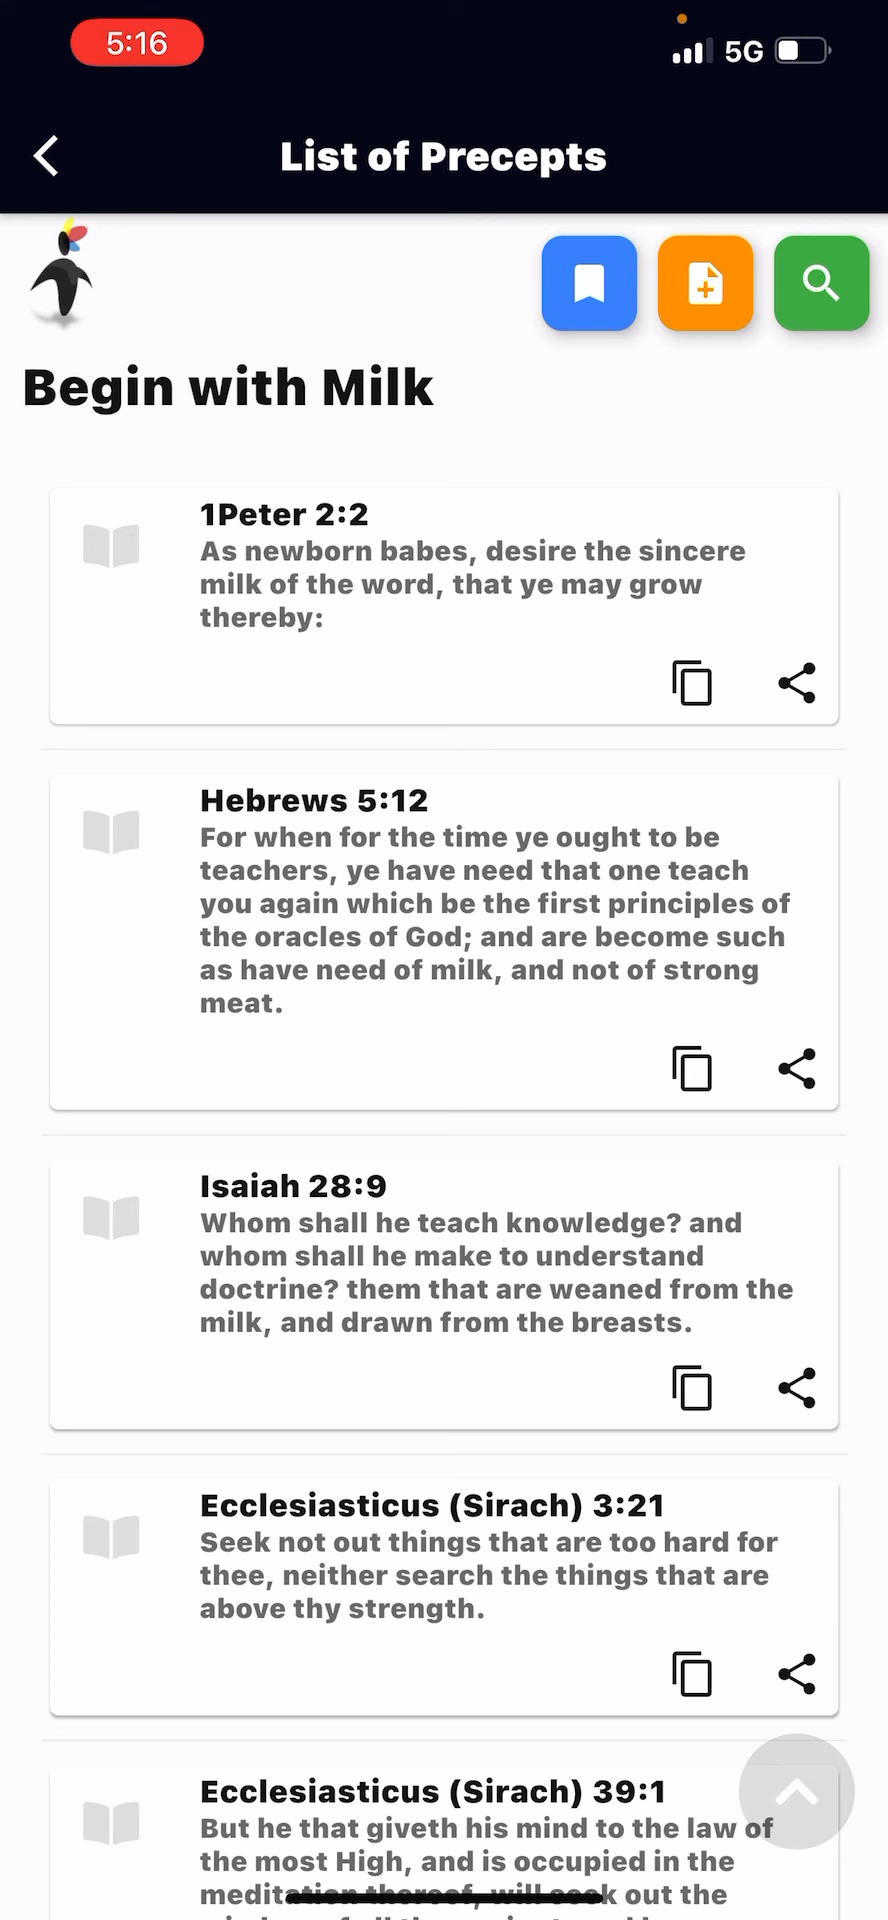 5:16
5G
List of Precepts
Begin with Milk
1Peter 2:2
As newborn babes, desire the sincere
milk of the word, that ye may grow
thereby:
Hebrews 5:12
For when for the time ye ought to be
teachers, ye have need that one teach
you again which be the first principles of
the oracles of God; and are become such
as have need of milk, and not of strong
meat.
Isaiah 28:9
Whom shall he teach knowledge? and
whom shall he make to understand
doctrine? them that are weaned from the
milk, and drawn from the breasts.
Ecclesiasticus (Sirach) 3:21
Seek not out things that are too hard for
thee, neither search the things that are
above thy strength.
Ecclesiasticus (Sirach) 39:1
But he that giveth his mind to the law of
the most High, and is occupied in the
meditation thereof, will seek out the